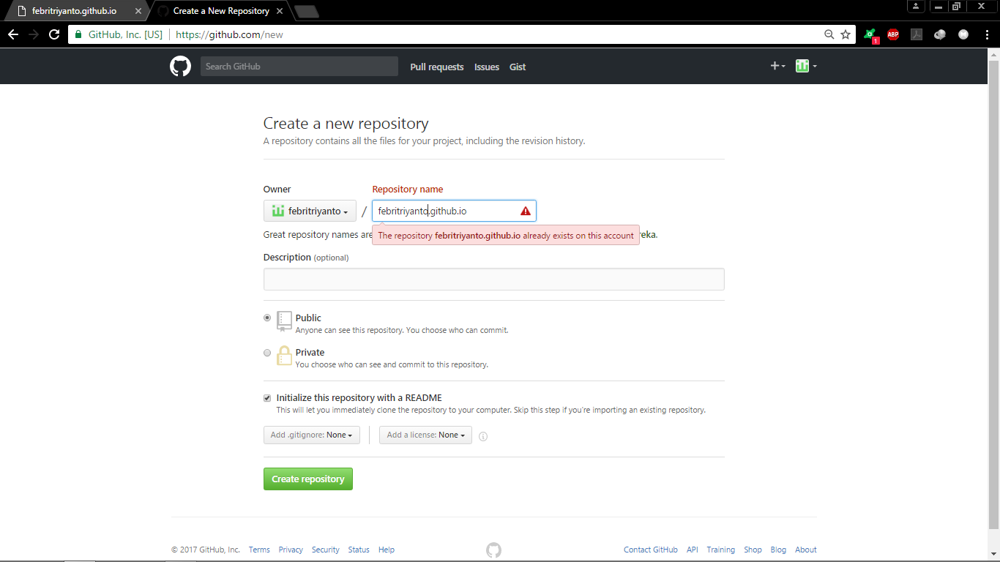 febritriyanto.github.io
Create a New Repository
GitHub, Inc. [US] https://github.com/new
ABP
1
Search GitHub Pull requests Issues Gist
Create a new repository
A repository contains all the files for your project, including the revision history.
Owner Repository name
febritriyanto / febritriyanto.github.io
Great repository names are
The repository febritriyanto.github.io already exists on this account
reka.
Description (optional)
Public
Anyone can see this repository. You choose who can commit.
Private
You choose who can see and commit to this repository.
Initialize this repository with a README
This will let you immediately clone the repository to your computer. Skip this step if you’re importing an existing repository.
Add .gitignore: None Add a license: None
Create repository
© 2017 GitHub, Inc. Terms Privacy Security Status Help Contact GitHub API Training Shop Blog About